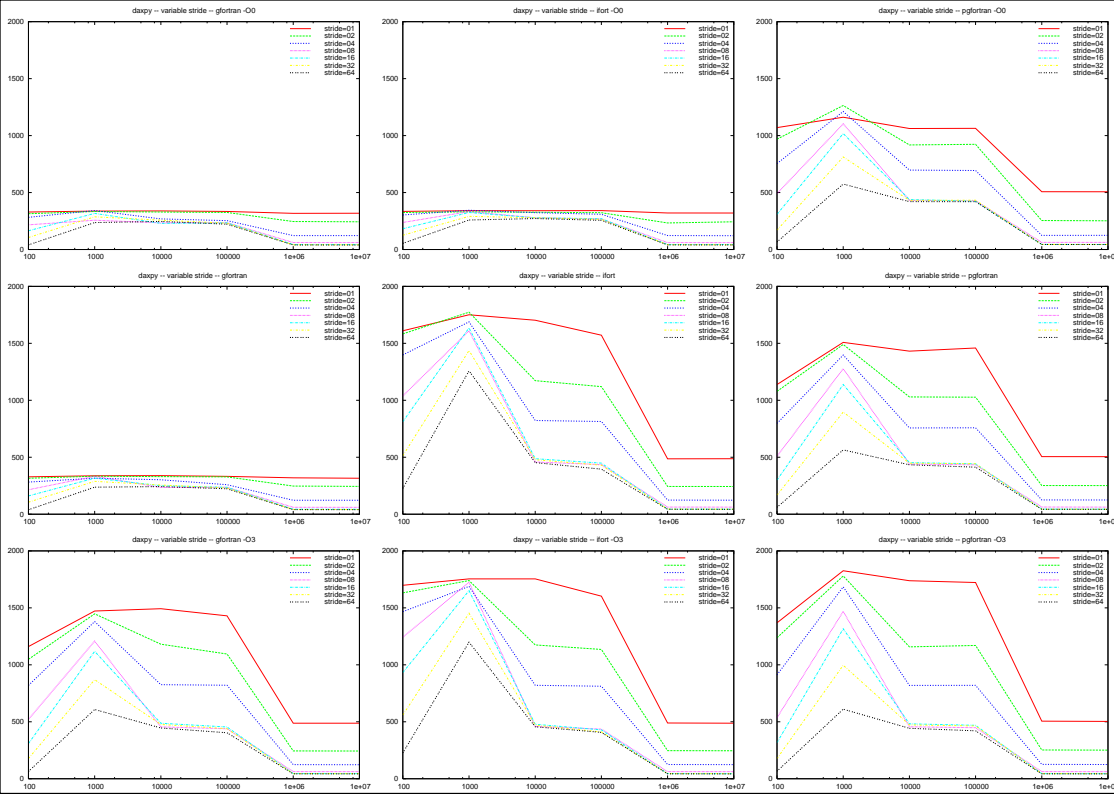 daxpy -- variable stride -- gfortran -O0
2000
1500
1000
500
0
100
1000
10000
100000
1e+06
1e+07
stride=01
stride=02
stride=04
stride=08
stride=16
stride=32
stride=64
daxpy -- variable stride -- ifort -O0
2000
1500
1000
500
0
100
1000
10000
100000
1e+06
1e+07
stride=01
stride=02
stride=04
stride=08
stride=16
stride=32
stride=64
daxpy -- variable stride -- pgfortran -O0
2000
1500
1000
500
0
100
1000
10000
100000
1e+06
stride=01
stride=02
stride=04
stride=08
stride=16
stride=32
stride=64
daxpy -- variable stride -- gfortran
2000
1500
1000
500
0
100
1000
10000
100000
1e+06
1e+07
stride=01
stride=02
stride=04
stride=08
stride=16
stride=32
stride=64
daxpy -- variable stride -- ifort
2000
1500
1000
500
0
100
1000
10000
100000
1e+06
1e+07
stride=01
stride=02
stride=04
stride=08
stride=16
stride=32
stride=64
daxpy -- variable stride -- pgfortran
2000
1500
1000
500
0
100
1000
10000
100000
1e+06
stride=01
stride=02
stride=04
stride=08
stride=16
stride=32
stride=64
daxpy -- variable stride -- gfortran -O3
2000
1500
1000
500
0
100
1000
10000
100000
1e+06
1e+07
stride=01
stride=02
stride=04
stride=08
stride=16
stride=32
stride=64
daxpy -- variable stride -- ifort -O3
2000
1500
1000
500
0
100
1000
10000
100000
1e+06
1e+07
stride=01
stride=02
stride=04
stride=08
stride=16
stride=32
stride=64
daxpy -- variable stride -- pgfortran -O3
2000
1500
1000
500
0
100
1000
10000
100000
1e+06
stride=01
stride=02
stride=04
stride=08
stride=16
stride=32
stride=64